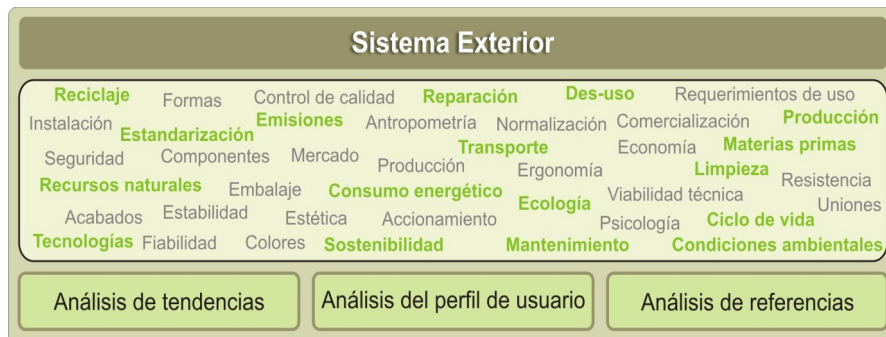 Sistema Exterior
Reciclaje Formas Control de calidad Reparación Des-uso Requerimientos de uso
Instalación Estandarización Emisiones Antropometría Normalización Comercialización Producción
Seguridad Componentes Mercado Producción Transporte Ergonomía Economía Materias primas
Recursos naturales Embalaje Consumo energético Ecología Viabilidad técnica Limpieza Resistencia
Acabados Estabilidad Estética Accionamiento Psicología Ciclo de vida Uniones
Tecnologías Fiabilidad Colores Sostenibilidad Mantenimiento Condiciones ambientales
Análisis de tendencias Análisis del perfil de usuario Análisis de referencias